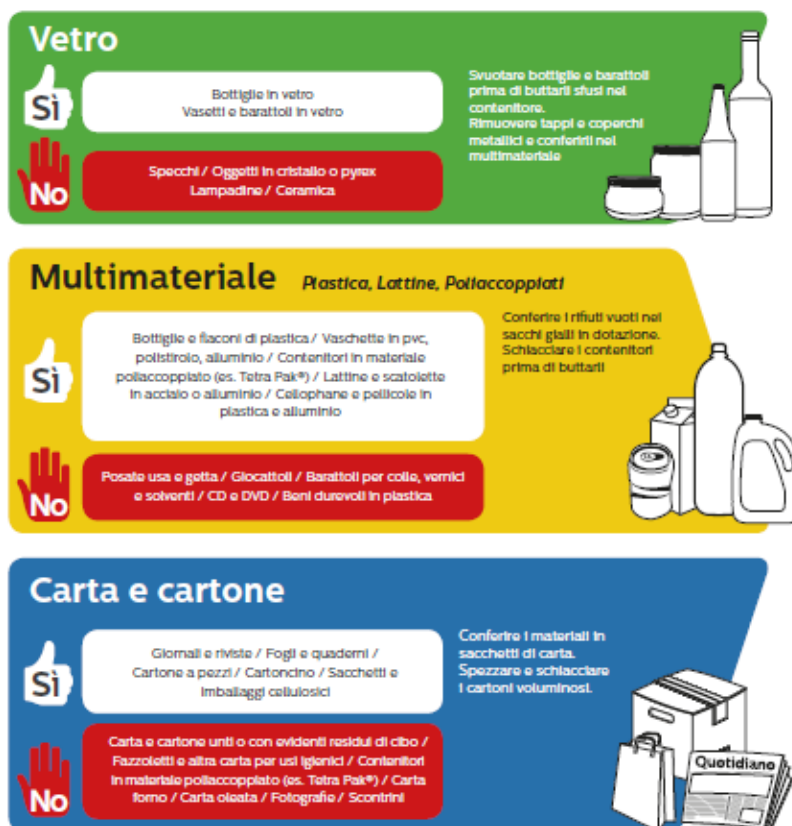 Vetro
Sì
Bottiglie in vetro
Vasetti e barattoli in vetro
No
Specchi / Oggetti in cristallo o pyrex
Lampadine / Ceramica
Svuotare bottiglie e barattoli
prima di buttarli sfusi nel
contenitore.
Rimuovere tappi e coperchi
metallici e conferirli nel
multimateriale
Multimateriale Plastica, Lattine, Poliaccoppiati
Sì
Bottiglie e flaconi di plastica / Vaschette in pvc,
polistirolo, alluminio / Contenitori in materiale
poliaccoppiato (es. Tetra Pak®) / Lattine e scatolette
in acciaio o alluminio / Cellophane e pellicole in
plastica e alluminio
No
Posate usa e getta / Giocattoli / Barattoli per colle, vernici
e solventi / CD e DVD / Beni durevoli in plastica
Conferire i rifiuti vuoti nei
sacchi gialli in dotazione.
Schiacciare i contenitori
prima di buttarli
Carta e cartone
Sì
Giornali e riviste / Fogli e quaderni /
Cartone a pezzi / Cartoncino / Sacchetti e
imballaggi cellulosici
No
Carta e cartone unti o con evidenti residui di cibo /
Fazzoletti e altra carta per usi igienici / Contenitori
in materiale poliaccoppiato (es. Tetra Pak®) / Carta
forno / Carta oleata / Fotografie / Scontrini
Conferire i materiali in
sacchetti di carta.
Spezzare e schiacciare
i cartoni voluminosi.
Quotidiano